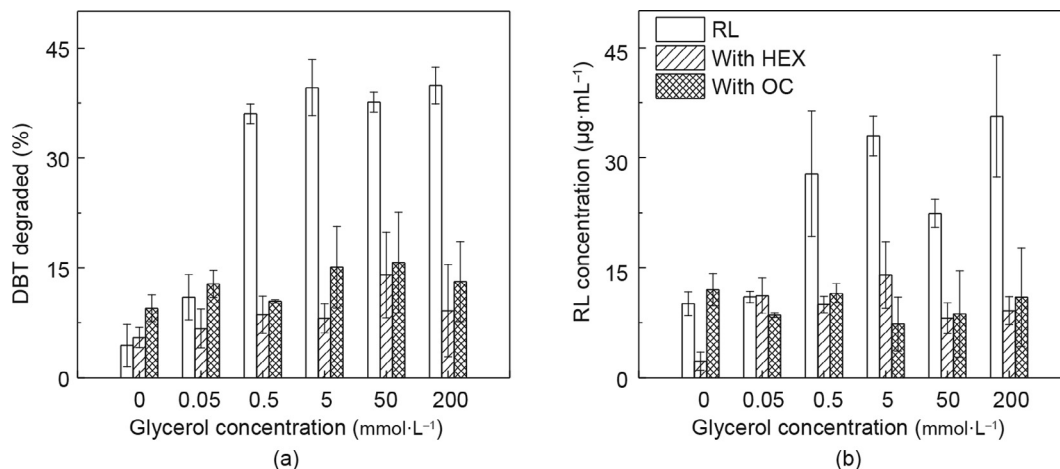 45
30
15
0
DBT degraded (%)
0 0.05 0.5 5 50 200
Glycerol concentration (mmol·L⁻¹)
(a)
RL
With HEX
With OC
45
30
15
0
RL concentration (μg·mL⁻¹)
0 0.05 0.5 5 50 200
Glycerol concentration (mmol·L⁻¹)
(b)